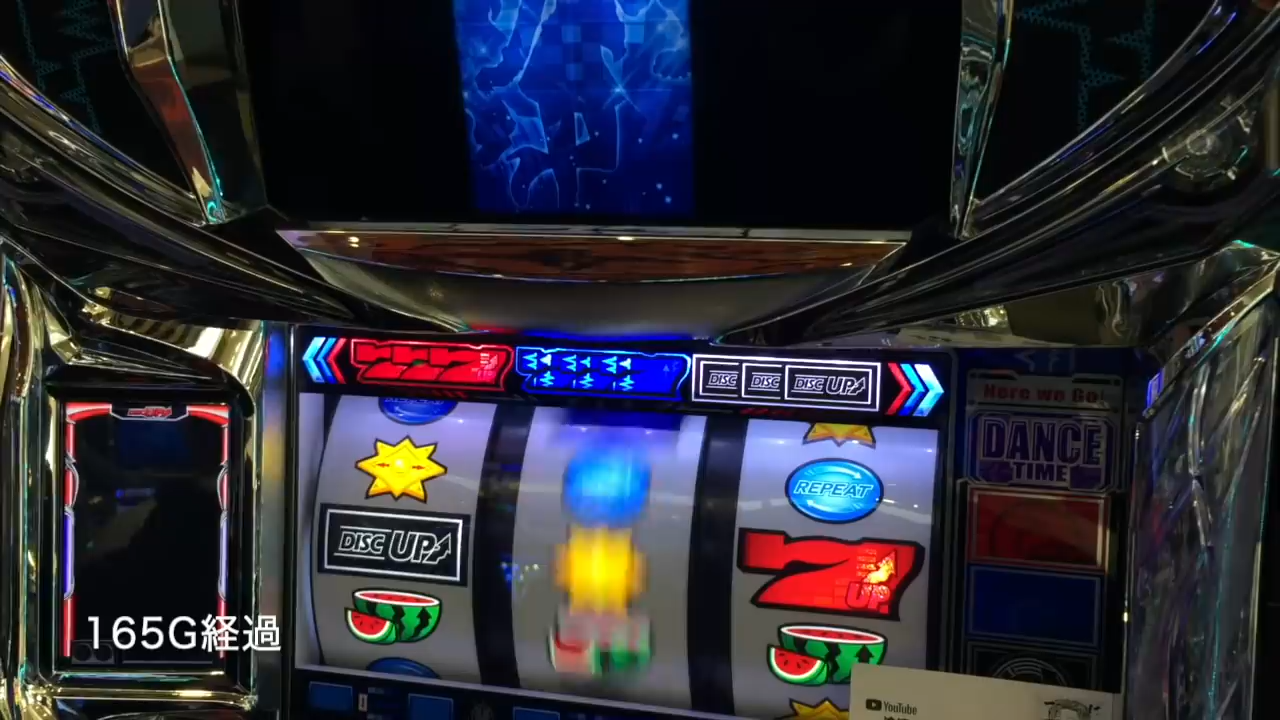 DISC
DISC
DISC UP
Here we Go!
DANCE
TIME
REPEAT
DISC UP
7
UP
165G経過
YouTube